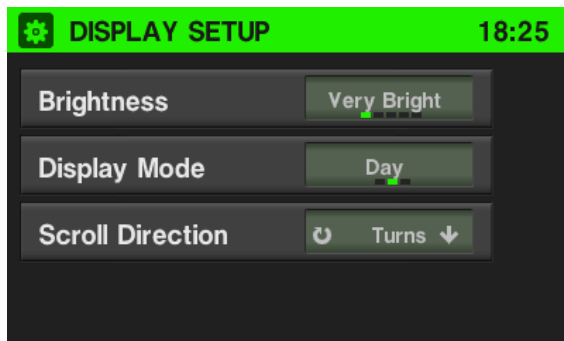 DISPLAY SETUP 18:25
Brightness Very Bright
Display Mode Day
Scroll Direction Turns